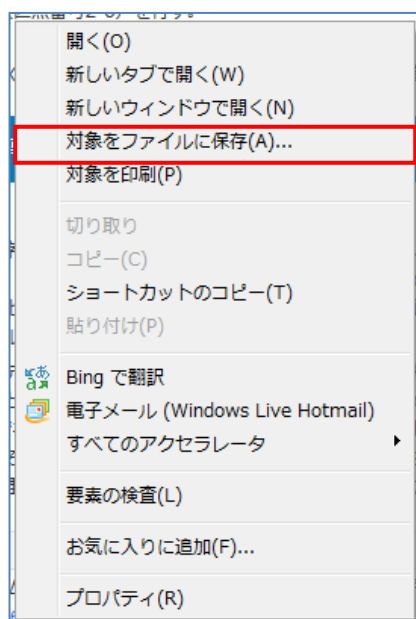 開く(O)
新しいタブで開く(W)
新しいウィンドウで開く(N)
対象をファイルに保存(A)...
対象を印刷(P)
切り取り
コピー(C)
ショートカットのコピー(T)
貼り付け(P)
Bing で翻訳
電子メール (Windows Live Hotmail)
すべてのアクセラレータ
要素の検査(L)
お気に入りに追加(F)...
プロパティ(R)